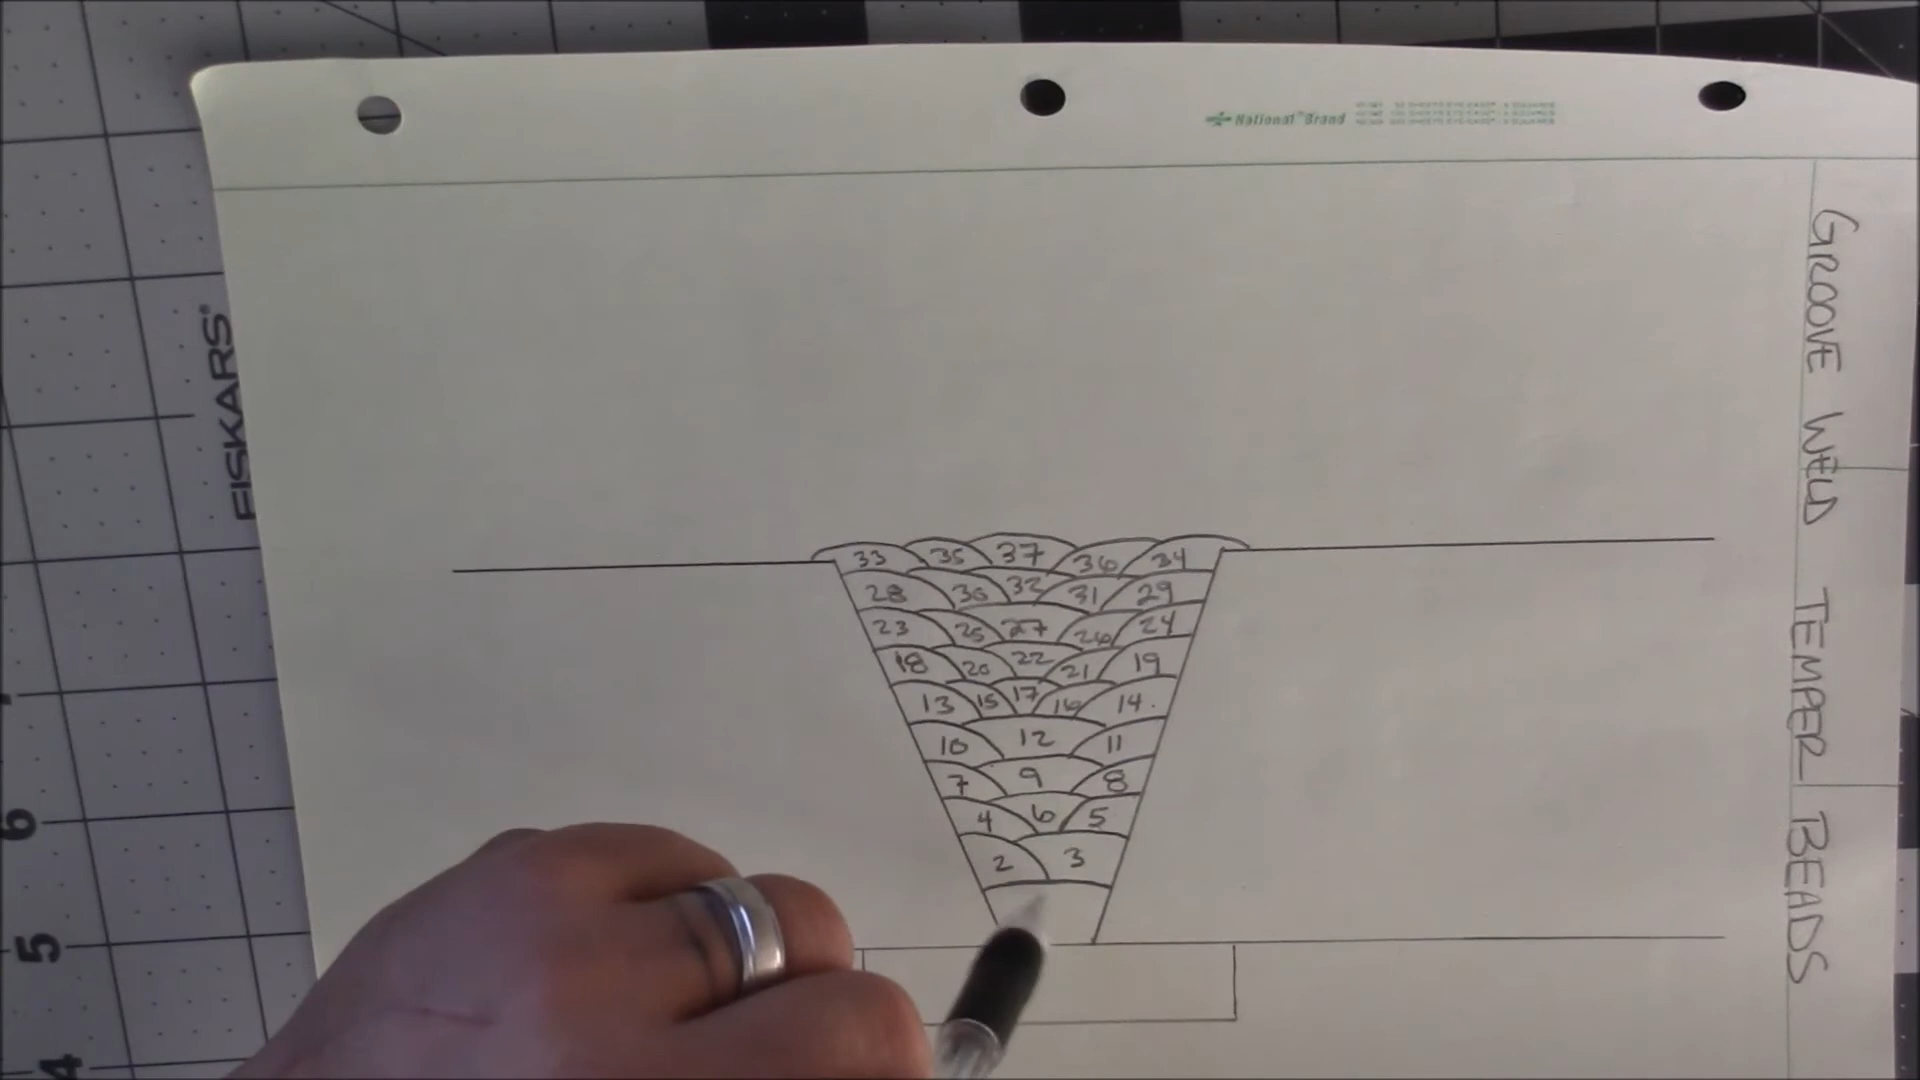 National Brand
GROOVE WELD TEMPER BEADS
FISKARS
33 35 37 36 34
28 30 32 31 29
23 25 27 26 24
18 20 22 21 19
13 15 17 16 14.
10 12 11
7 9 8
4 6 5
2 3
6
5
4